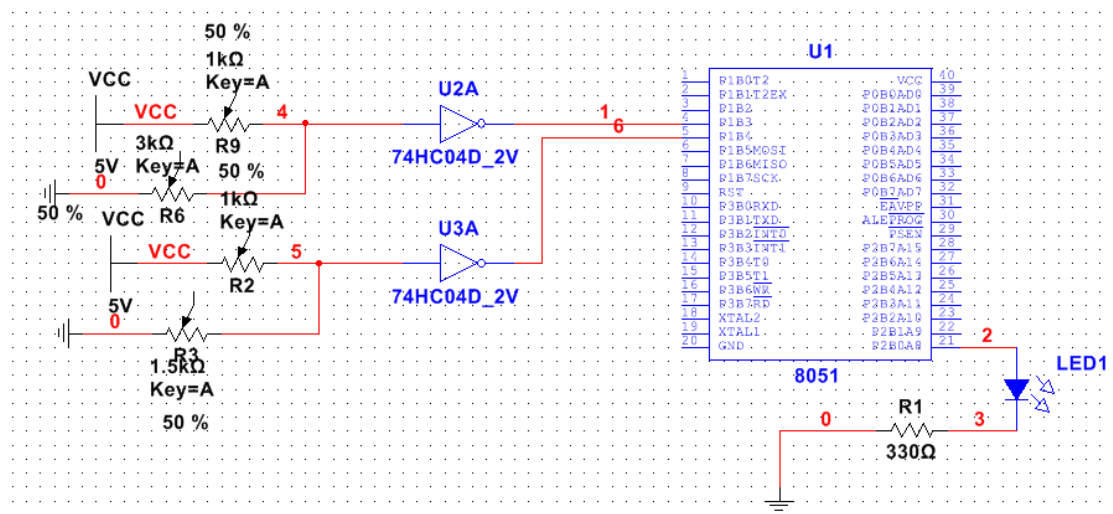 50 %
1kΩ
Key=A
VCC
VCC
4
R9
5V
0
3kΩ
Key=A
50 %
R6
50 %
U2A
74HC04D_2V
1
6
VCC
VCC
1kΩ
Key=A
5
R2
5V
0
R3
1.5kΩ
Key=A
50 %
U3A
74HC04D_2V
U1
1 P1B0T2
2 P1B1T2EX
3 P1B2
4 P1B3
5 P1B4
6 P1B5MOSI
7 P1B6MISO
8 P1B7SCK
9 RST
10 P3B0RXD
11 P3B1TXD
12 P3B2INT0
13 P3B3INT1
14 P3B4T0
15 P3B5T1
16 P3B6WR
17 P3B7RD
18 XTAL2
19 XTAL1
20 GND
VCC 40
P0B0AD0 39
P0B1AD1 38
P0B2AD2 37
P0B3AD3 36
P0B4AD4 35
P0B5AD5 34
P0B6AD6 33
P0B7AD7 32
EAVPP 31
ALEPROG 30
PSEN 29
P2B7A15 28
P2B6A14 27
P2B5A13 26
P2B4A12 25
P2B3A11 24
P2B2A10 23
P2B1A9 22
P2B0A8 21
8051
2
LED1
3
R1
330Ω
0